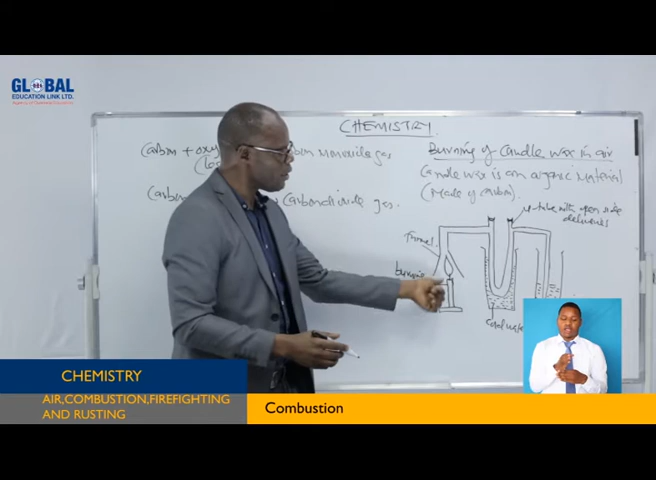 GLOBAL
EDUCATION LINK LTD.
CHEMISTRY
Carbon + oxy
Carbon monoxide gas
Carbon
Carbondioxide gas.
Burning of Candle wax in air
Candle wax is an organic material
(Made of carbon).
U-tube with open side
Funnel
burning
CHEMISTRY
AIR,COMBUSTION,FIREFIGHTING
AND RUSTING
Combustion